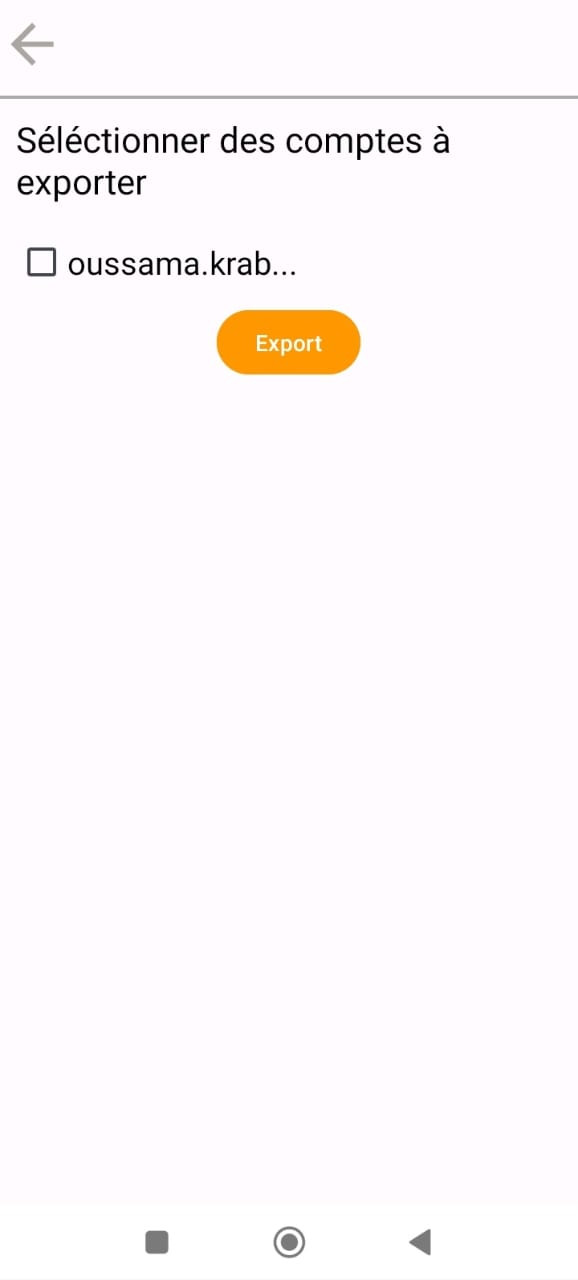 Séléctionner des comptes à
exporter
oussama.krab...
Export